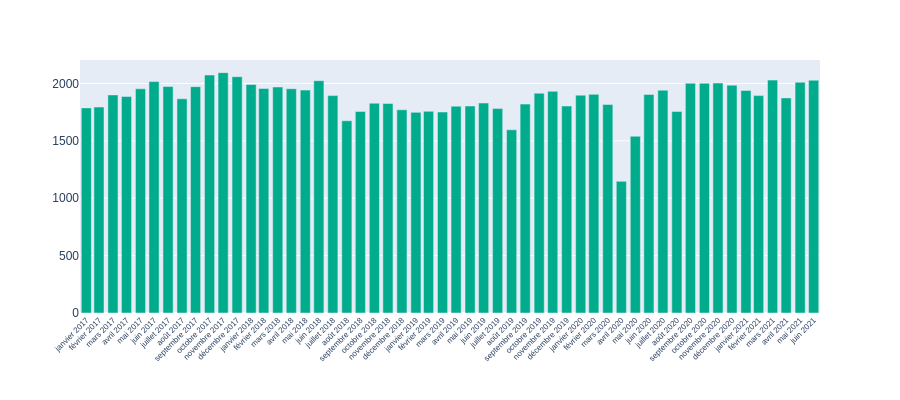 2000
1500
1000
500
0
janvier 2017
février 2017
mars 2017
avril 2017
mai 2017
juin 2017
juillet 2017
août 2017
septembre 2017
octobre 2017
novembre 2017
décembre 2017
janvier 2018
février 2018
mars 2018
avril 2018
mai 2018
juin 2018
juillet 2018
août 2018
septembre 2018
octobre 2018
novembre 2018
décembre 2018
janvier 2019
février 2019
mars 2019
avril 2019
mai 2019
juin 2019
juillet 2019
août 2019
septembre 2019
octobre 2019
novembre 2019
décembre 2019
janvier 2020
février 2020
mars 2020
avril 2020
mai 2020
juin 2020
juillet 2020
août 2020
septembre 2020
octobre 2020
novembre 2020
décembre 2020
janvier 2021
février 2021
mars 2021
avril 2021
mai 2021
juin 2021